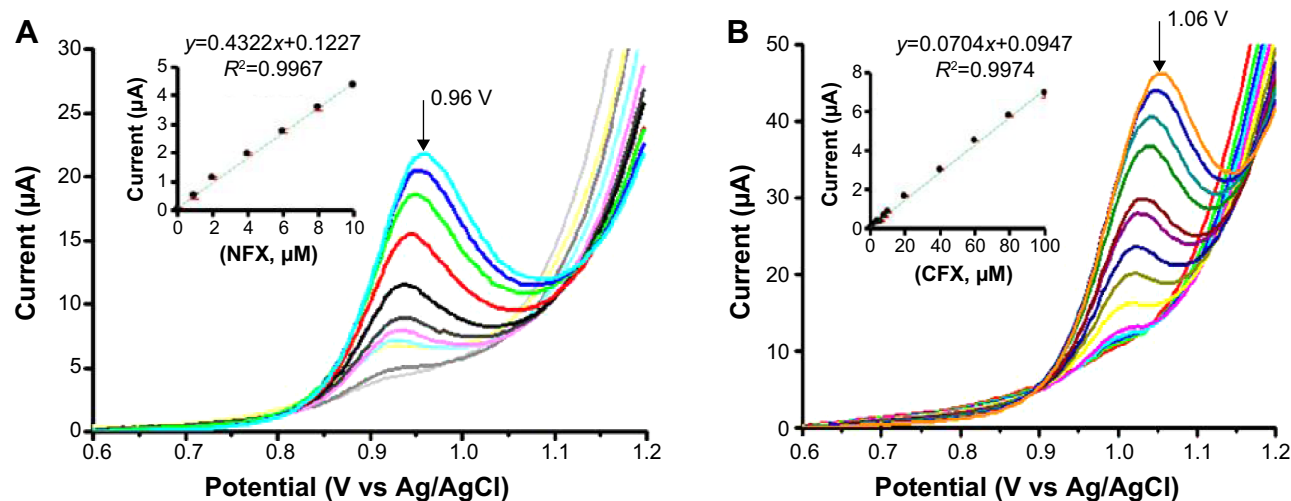 A
y=0.4322x+0.1227
R²=0.9967
Current (µA)
5
4
3
2
1
0
0 2 4 6 8 10
(NFX, µM)
0.96 V
Current (µA)
30
25
20
15
10
5
0
0.6 0.7 0.8 0.9 1.0 1.1 1.2
Potential (V vs Ag/AgCl)
B
y=0.0704x+0.0947
R²=0.9974
Current (µA)
8
6
4
2
0
0 20 40 60 80 100
(CFX, µM)
1.06 V
Current (µA)
50
40
30
20
10
5
0
0.6 0.7 0.8 0.9 1.0 1.1 1.2
Potential (V vs Ag/AgCl)